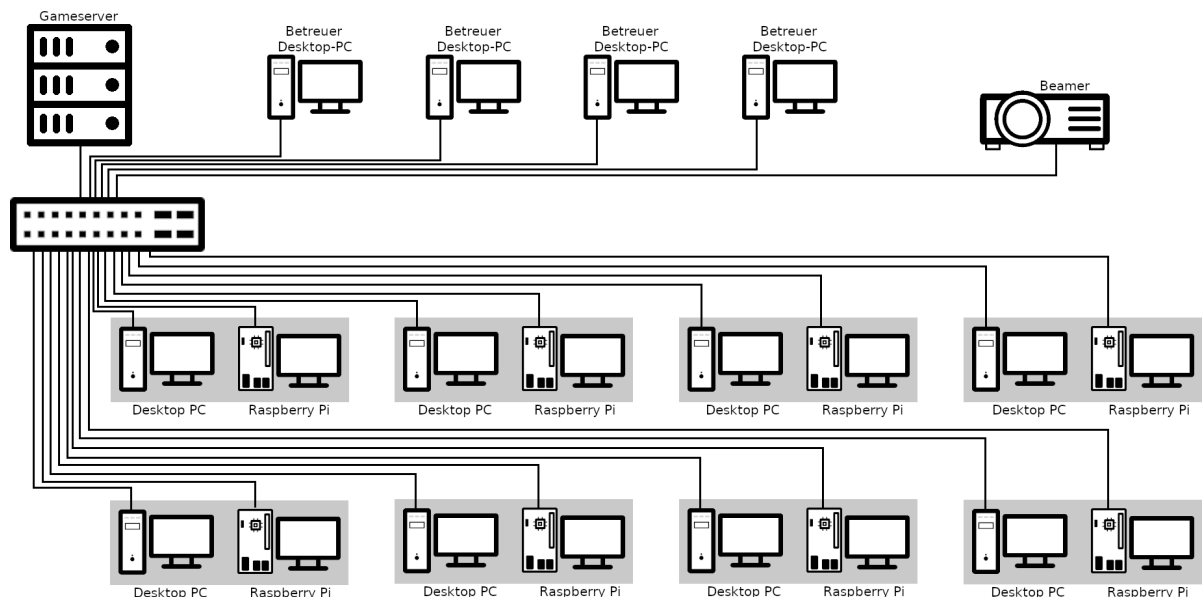 Gameserver
Betreuer
Desktop-PC
Betreuer
Desktop-PC
Betreuer
Desktop-PC
Betreuer
Desktop-PC
Beamer
Desktop PC
Raspberry Pi
Desktop PC
Raspberry Pi
Desktop PC
Raspberry Pi
Desktop PC
Raspberry Pi
Desktop PC
Raspberry Pi
Desktop PC
Raspberry Pi
Desktop PC
Raspberry Pi
Desktop PC
Raspberry Pi